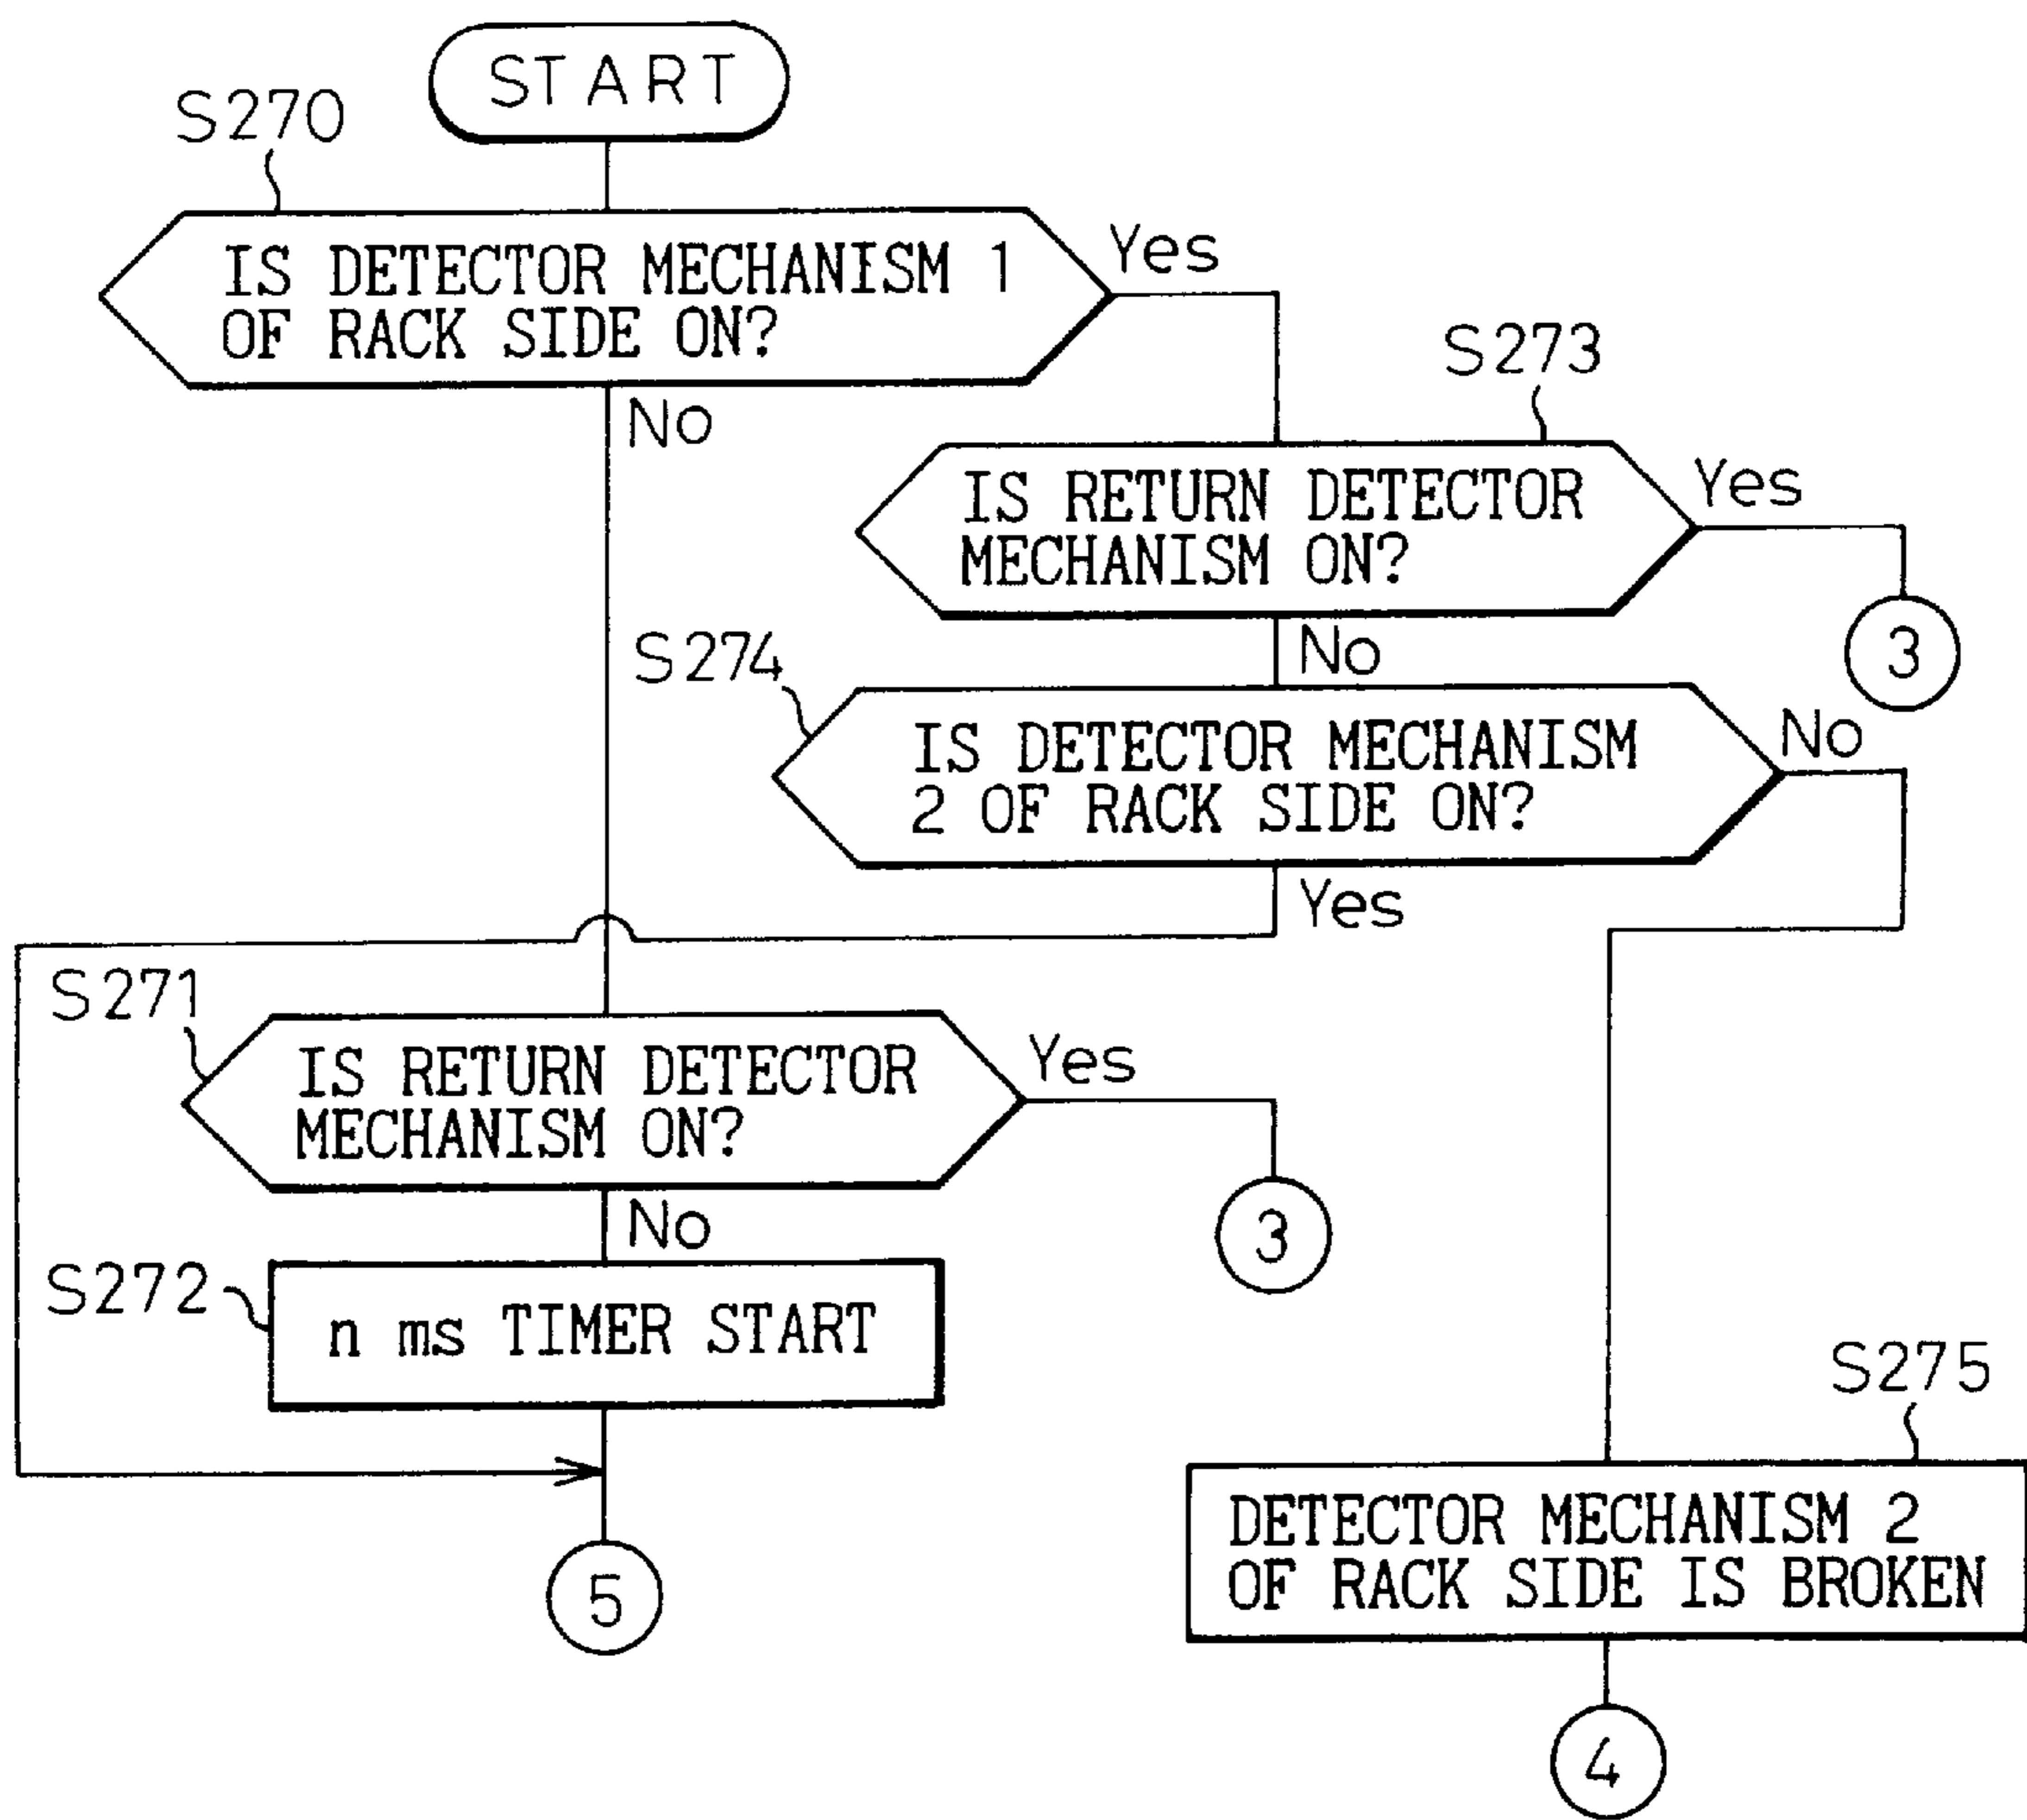 START
S270
IS DETECTOR MECHANISM 1
OF RACK SIDE ON?
Yes
No
S273
IS RETURN DETECTOR
MECHANISM ON?
Yes
3
No
S274
IS DETECTOR MECHANISM
2 OF RACK SIDE ON?
No
Yes
S271
IS RETURN DETECTOR
MECHANISM ON?
Yes
3
No
S272
n ms TIMER START
5
S275
DETECTOR MECHANISM 2
OF RACK SIDE IS BROKEN
4